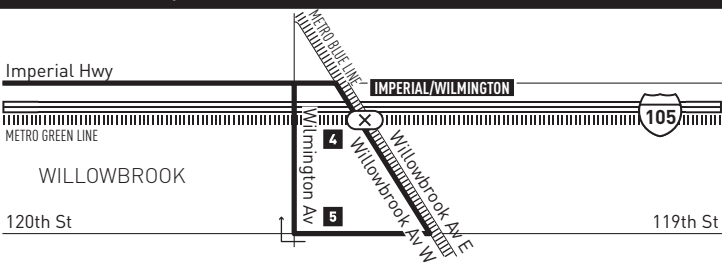 METRO BLUE LINE
Imperial Hwy
IMPERIAL/WILMINGTON
105
METRO GREEN LINE
Wilmington Av
4
Willowbrook Av W
Willowbrook Av E
WILLOWBROOK
5
120th St
119th St